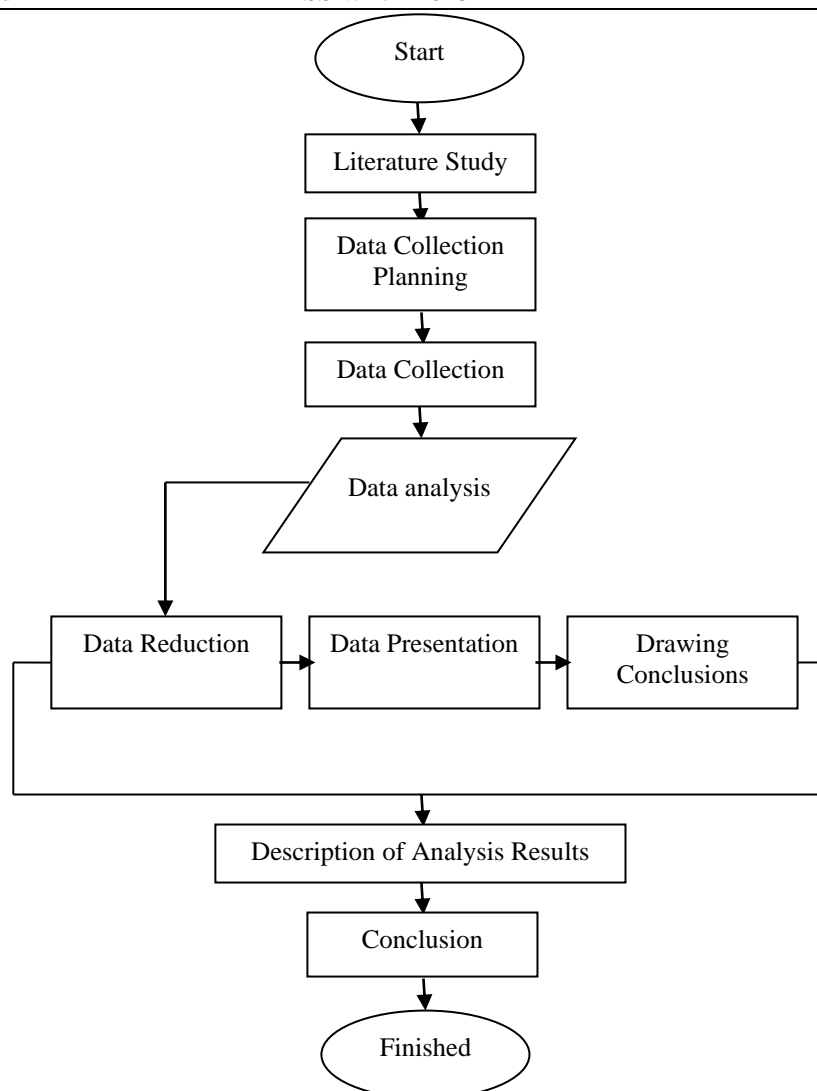 Start
Literature Study
Data Collection
Planning
Data Collection
Data analysis
Data Reduction
Data Presentation
Drawing
Conclusions
Description of Analysis Results
Conclusion
Finished